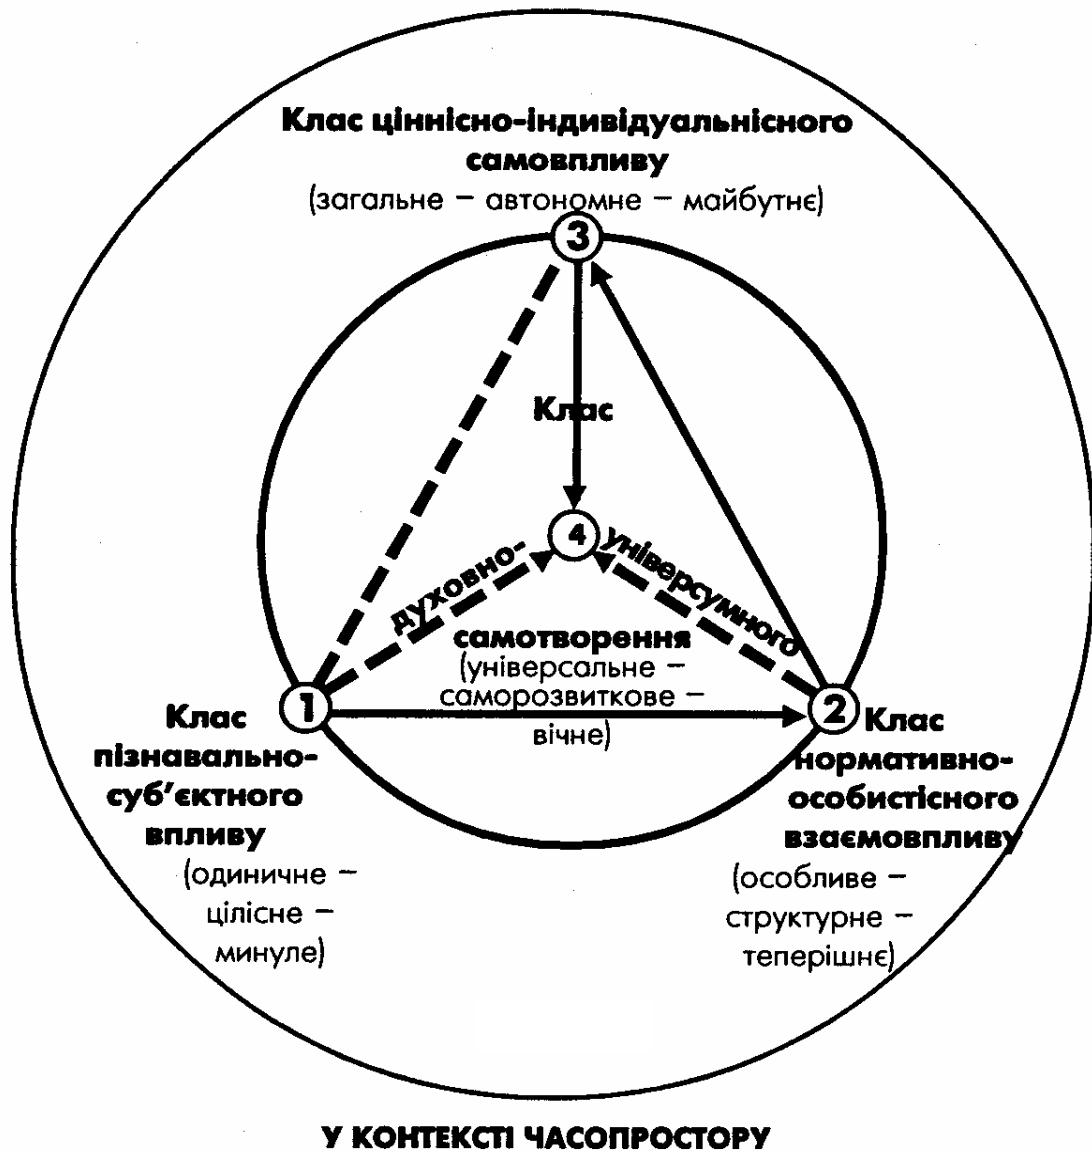 Клас ціннісно-індивідуальнісного
самовпливу
(загальне – автономне – майбутнє)
3
Клас
4
духовно-
універсумного
самотворення
(універсальне –
саморозвиткове –
вічне)
1
Клас
пізнавально-
суб’єктного
впливу
(одиничне –
цілісне –
минуле)
2
Клас
нормативно-
особистісного
взаємовпливу
(особливе –
структурне –
теперішнє)
У КОНТЕКСТІ ЧАСОПРОСТОРУ